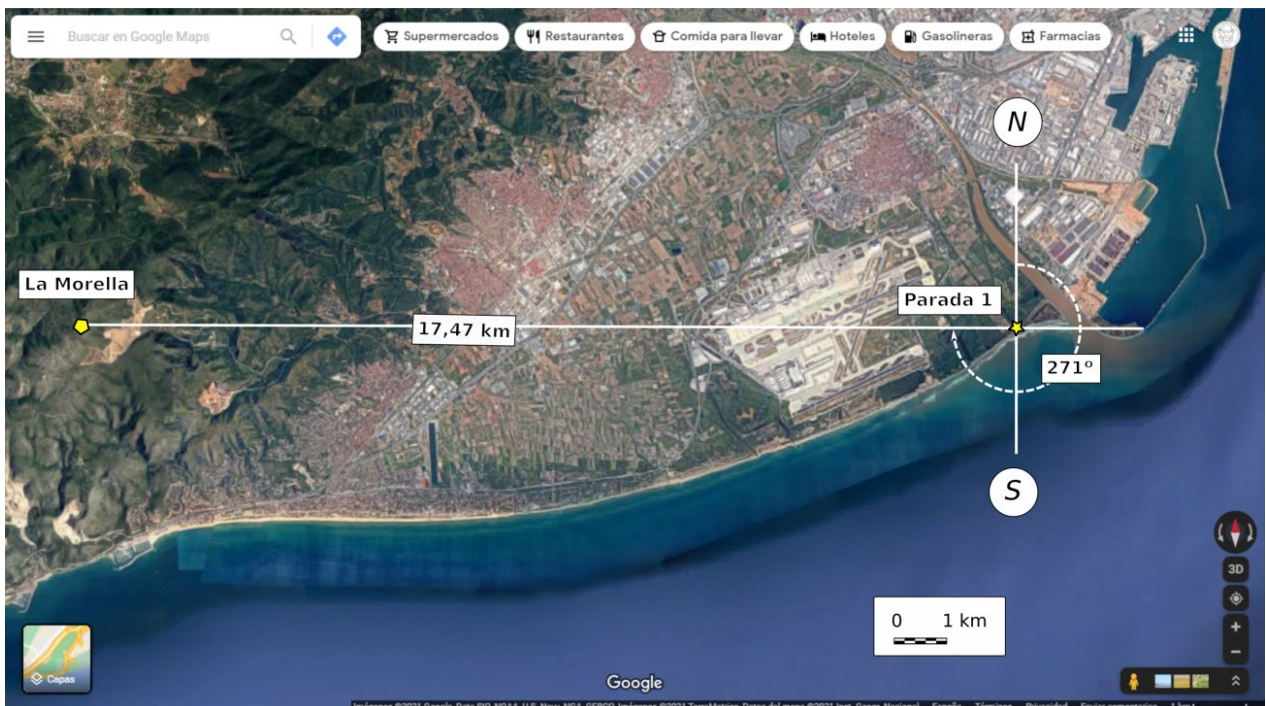 Buscar en Google Maps
Supermercados
Restaurantes
Comida para llevar
Hoteles
Gasolineras
Farmacias
N
La Morella
Parada 1
17,47 km
271º
S
3D
0 1 km
Capas
Google